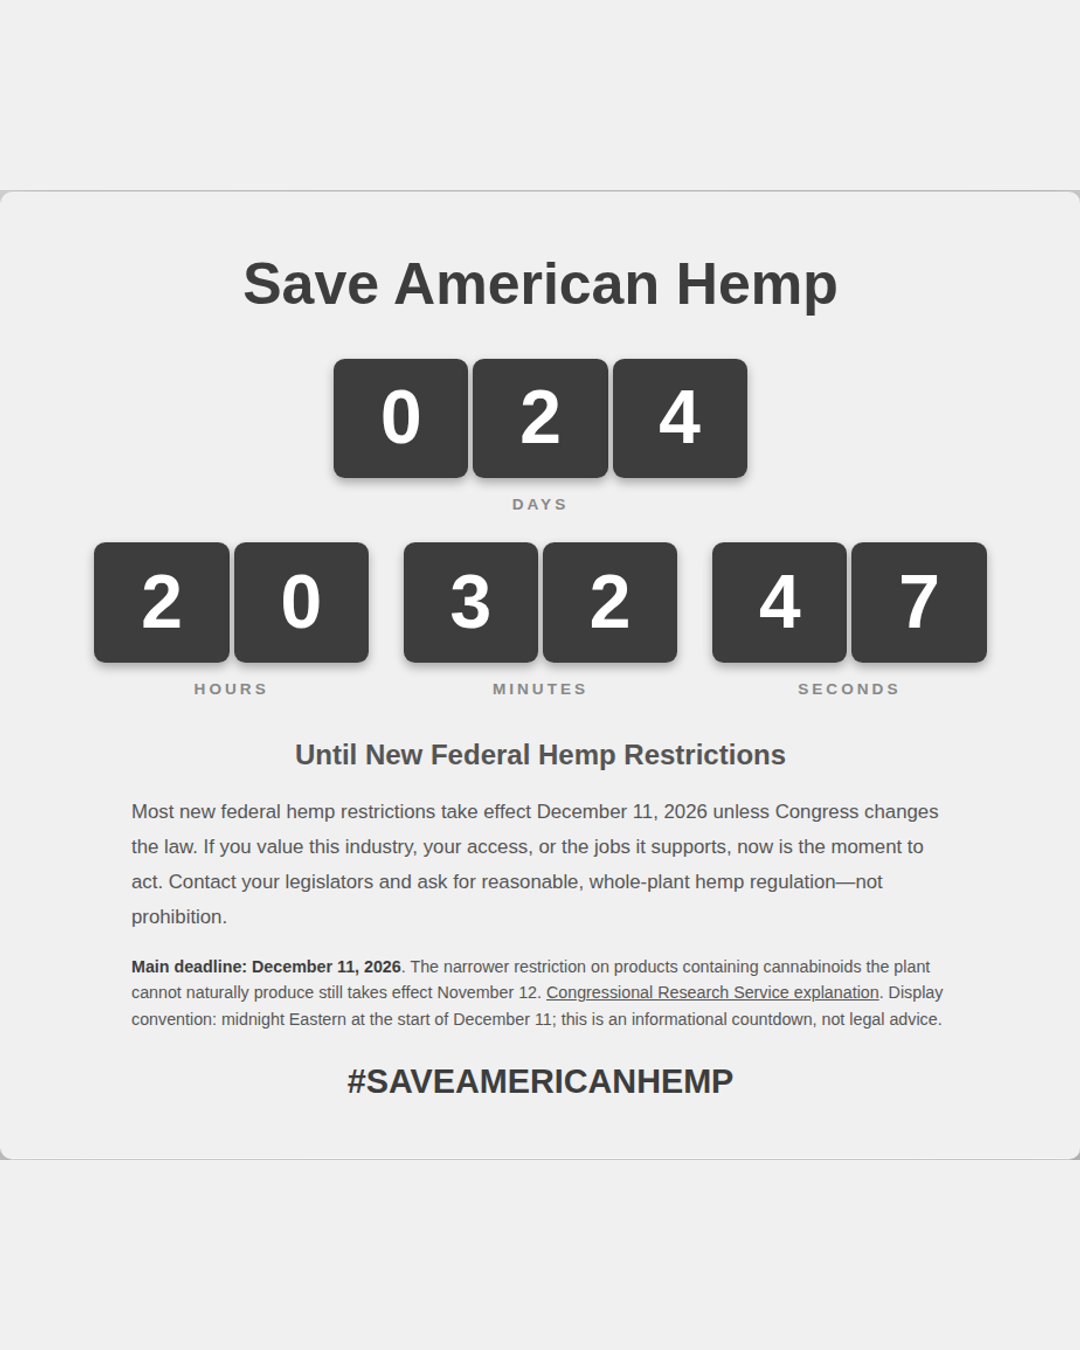 Save American Hemp
0 2 4
DAYS
2 0 3 2 4 7
HOURS MINUTES SECONDS
Until New Federal Hemp Restrictions
Most new federal hemp restrictions take effect December 11, 2026 unless Congress changes
the law. If you value this industry, your access, or the jobs it supports, now is the moment to
act. Contact your legislators and ask for reasonable, whole-plant hemp regulation—not
prohibition.
Main deadline: December 11, 2026. The narrower restriction on products containing cannabinoids the plant
cannot naturally produce still takes effect November 12. Congressional Research Service explanation. Display
convention: midnight Eastern at the start of December 11; this is an informational countdown, not legal advice.
#SAVEAMERICANHEMP